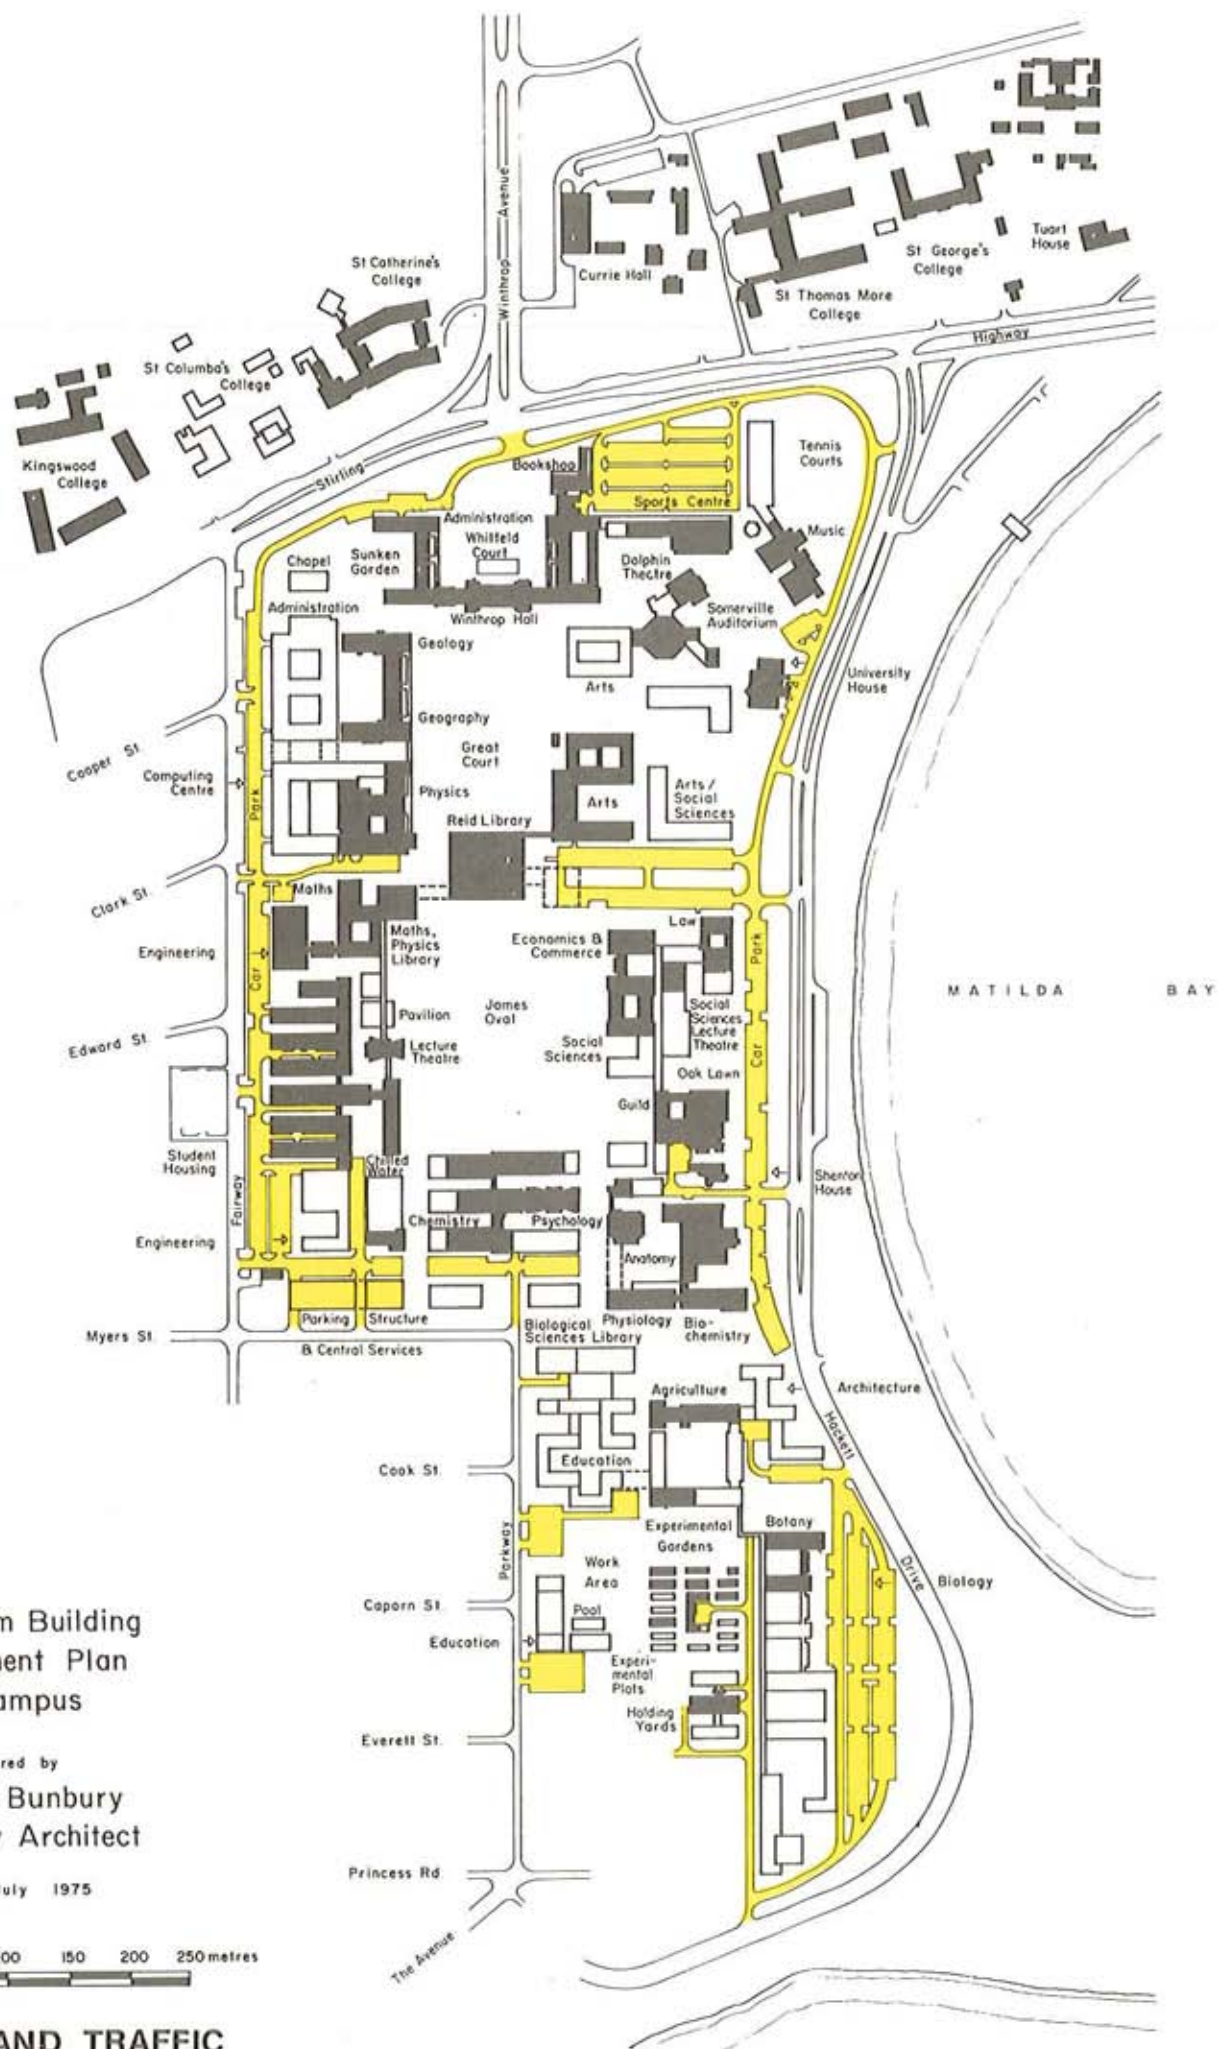 Winthrop Avenue
St Catherine's
College
Currie Hall
St Thomas More
College
St George's
College
Tuart
House
Highway
St Columba's
College
Kingswood
College
Stirling
Bookshop
Tennis
Courts
Sports Centre
Administration
Whitfeld
Court
Sunken
Garden
Chapel
Dolphin
Theatre
Music
Administration
Winthrop Hall
Somerville
Auditorium
Geology
Arts
University
House
Geography
Great
Court
Cooper St.
Computing
Centre
Park
Physics
Reid Library
Arts
Arts /
Social
Sciences
Clark St.
Maths
Maths,
Physics
Library
Law
Economics &
Commerce
Park
Engineering
Car
MATILDA BAY
Pavilion
James
Oval
Social
Sciences
Lecture
Theatre
Edward St.
Lecture
Theatre
Social
Sciences
Car
Oak Lawn
Guild
Student
Housing
Chilled
Water
Shenton
House
Fairway
Chemistry
Psychology
Engineering
Anatomy
Parking Structure
& Central Services
Biological
Sciences Library
Physiology
Bio-
chemistry
Myers St.
Agriculture
Architecture
Hackett
Education
Cook St.
Experimental
Gardens
Botany
Parkway
Work
Area
Drive
Biology
Caporn St.
Pool
Education
Experi-
mental
Plots
Holding
Yards
Everett St.
Princess Rd.
The Avenue
m Building
ent Plan
ampus
red by
Bunbury
Architect
uly 1975
00 150 200 250 metres
AND TRAFFIC